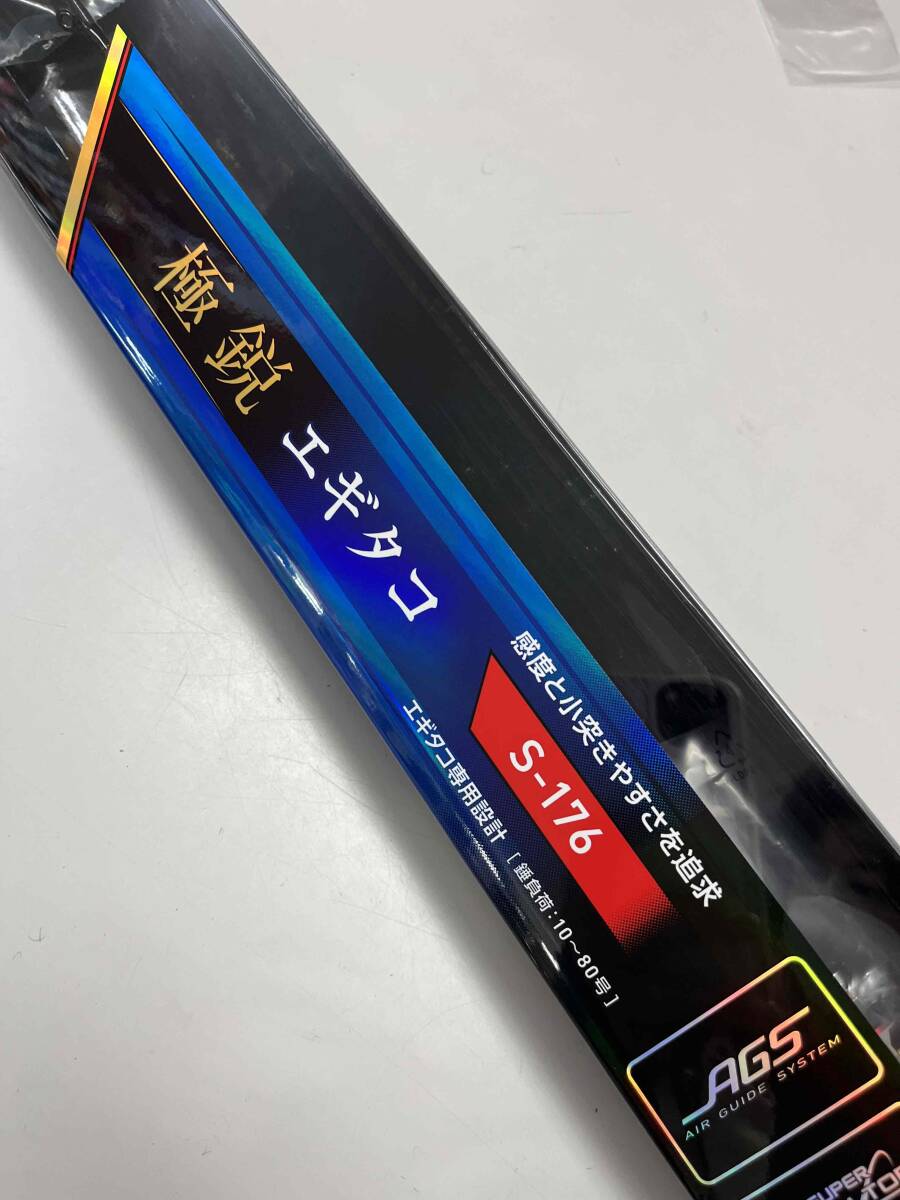 極鋭
エギタコ
感度と小突きやすさを追求
S-176
エギタコ専用設計 [ 錘負荷：10〜80号 ]
AGS
AIR GUIDE SYSTEM
SUPER